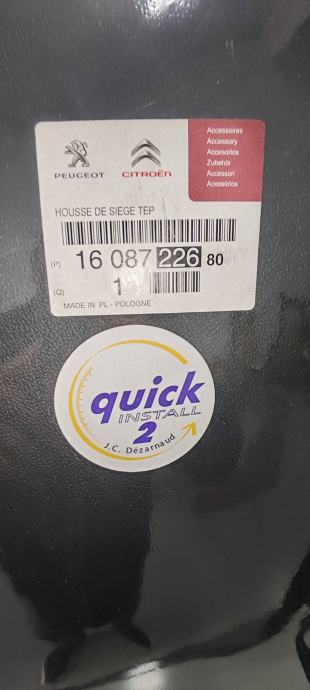 Accessoires
Accessory
Accesorios
Zubehör
Accessori
Acessórios
PEUGEOT
CITROËN
HOUSSE DE SIEGE TEP
(P) 16 087 226 80
(Q) 1
MADE IN PL - POLOGNE
quick
INSTALL
2
J.C. Dézarnaud